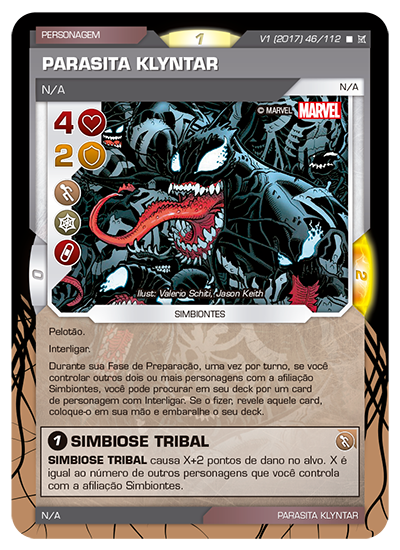 PERSONAGEM
1
V1 (2017) 46/112
PARASITA KLYNTAR
N/A
N/A
© MARVEL MARVEL
4
2
0
2
Ilust: Valerio Schiti, Jason Keith
SIMBIONTES
Pelotão.
Interligar.
Durante sua Fase de Preparação, uma vez por turno, se você
controlar outros dois ou mais personagens com a afiliação
Simbiontes, você pode procurar em seu deck por um card
de personagem com Interligar. Se o fizer, revele aquele card,
coloque-o em sua mão e embaralhe o seu deck.
1 SIMBIOSE TRIBAL
SIMBIOSE TRIBAL causa X+2 pontos de dano no alvo. X é
igual ao número de outros personagens que você controla
com a afiliação Simbiontes.
N/A
PARASITA KLYNTAR